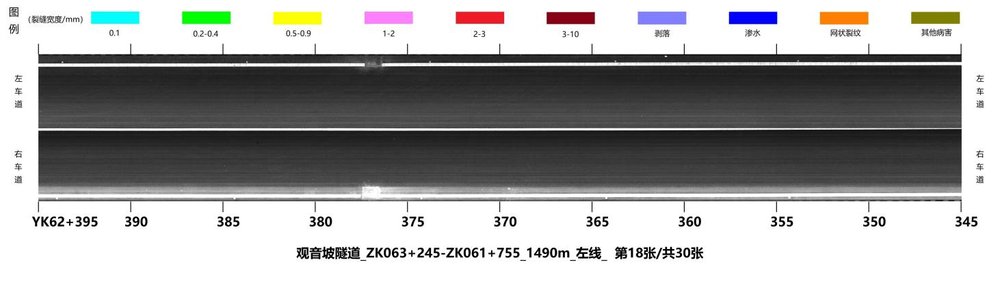 图例
(裂缝宽度/mm)
0.1 0.2-0.4 0.5-0.9 1-2 2-3 3-10 剥落 渗水 网状裂纹 其他病害
左车道
左车道
右车道
右车道
YK62+395 390 385 380 375 370 365 360 355 350 345
观音坡隧道_ZK063+245-ZK061+755_1490m_左线_ 第18张/共30张